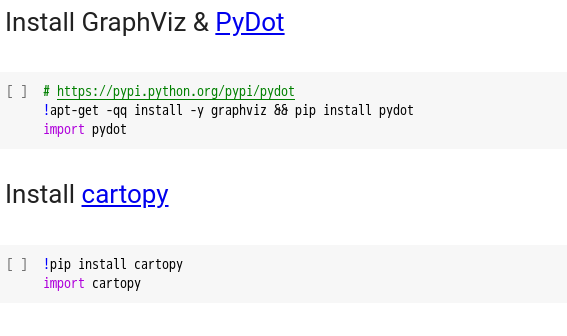 Install GraphViz & PyDot
[ ] # https://pypi.python.org/pypi/pydot
!apt-get -qq install -y graphviz && pip install pydot
import pydot
Install cartopy
[ ] !pip install cartopy
import cartopy